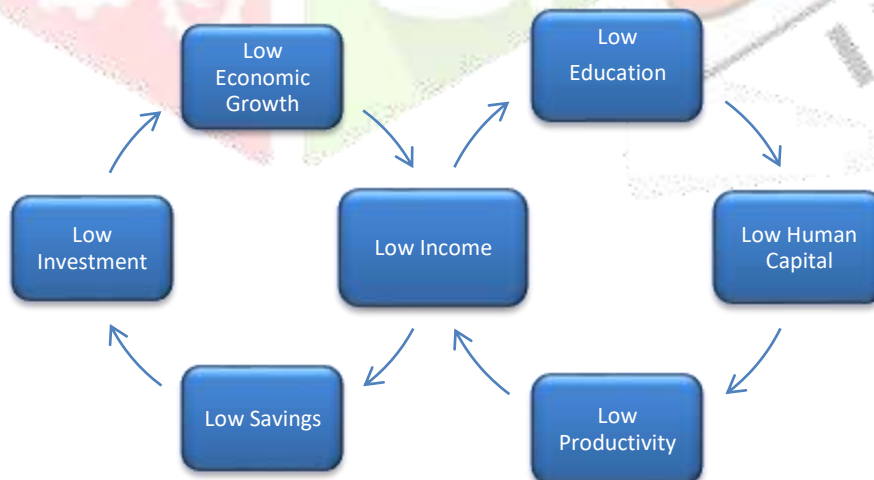 Low
Economic
Growth
Low
Education
Low
Investment
Low Income
Low Human
Capital
Low Savings
Low
Productivity